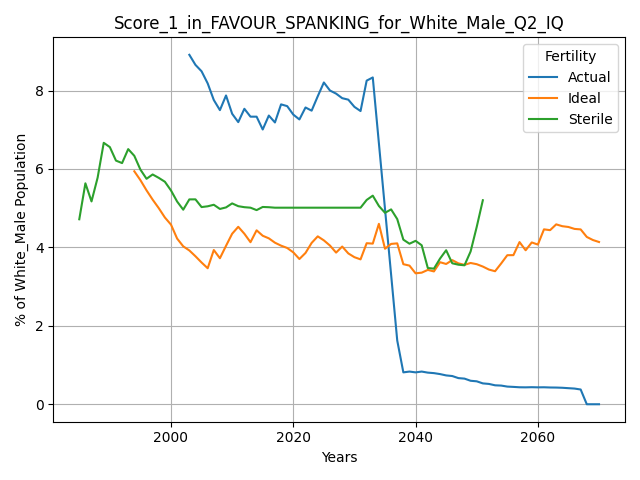 Score_1_in_FAVOUR_SPANKING_for_White_Male_Q2_IQ
Fertility
Actual
Ideal
Sterile
% of White_Male Population
8
6
4
2
0
2000 2020 2040 2060
Years